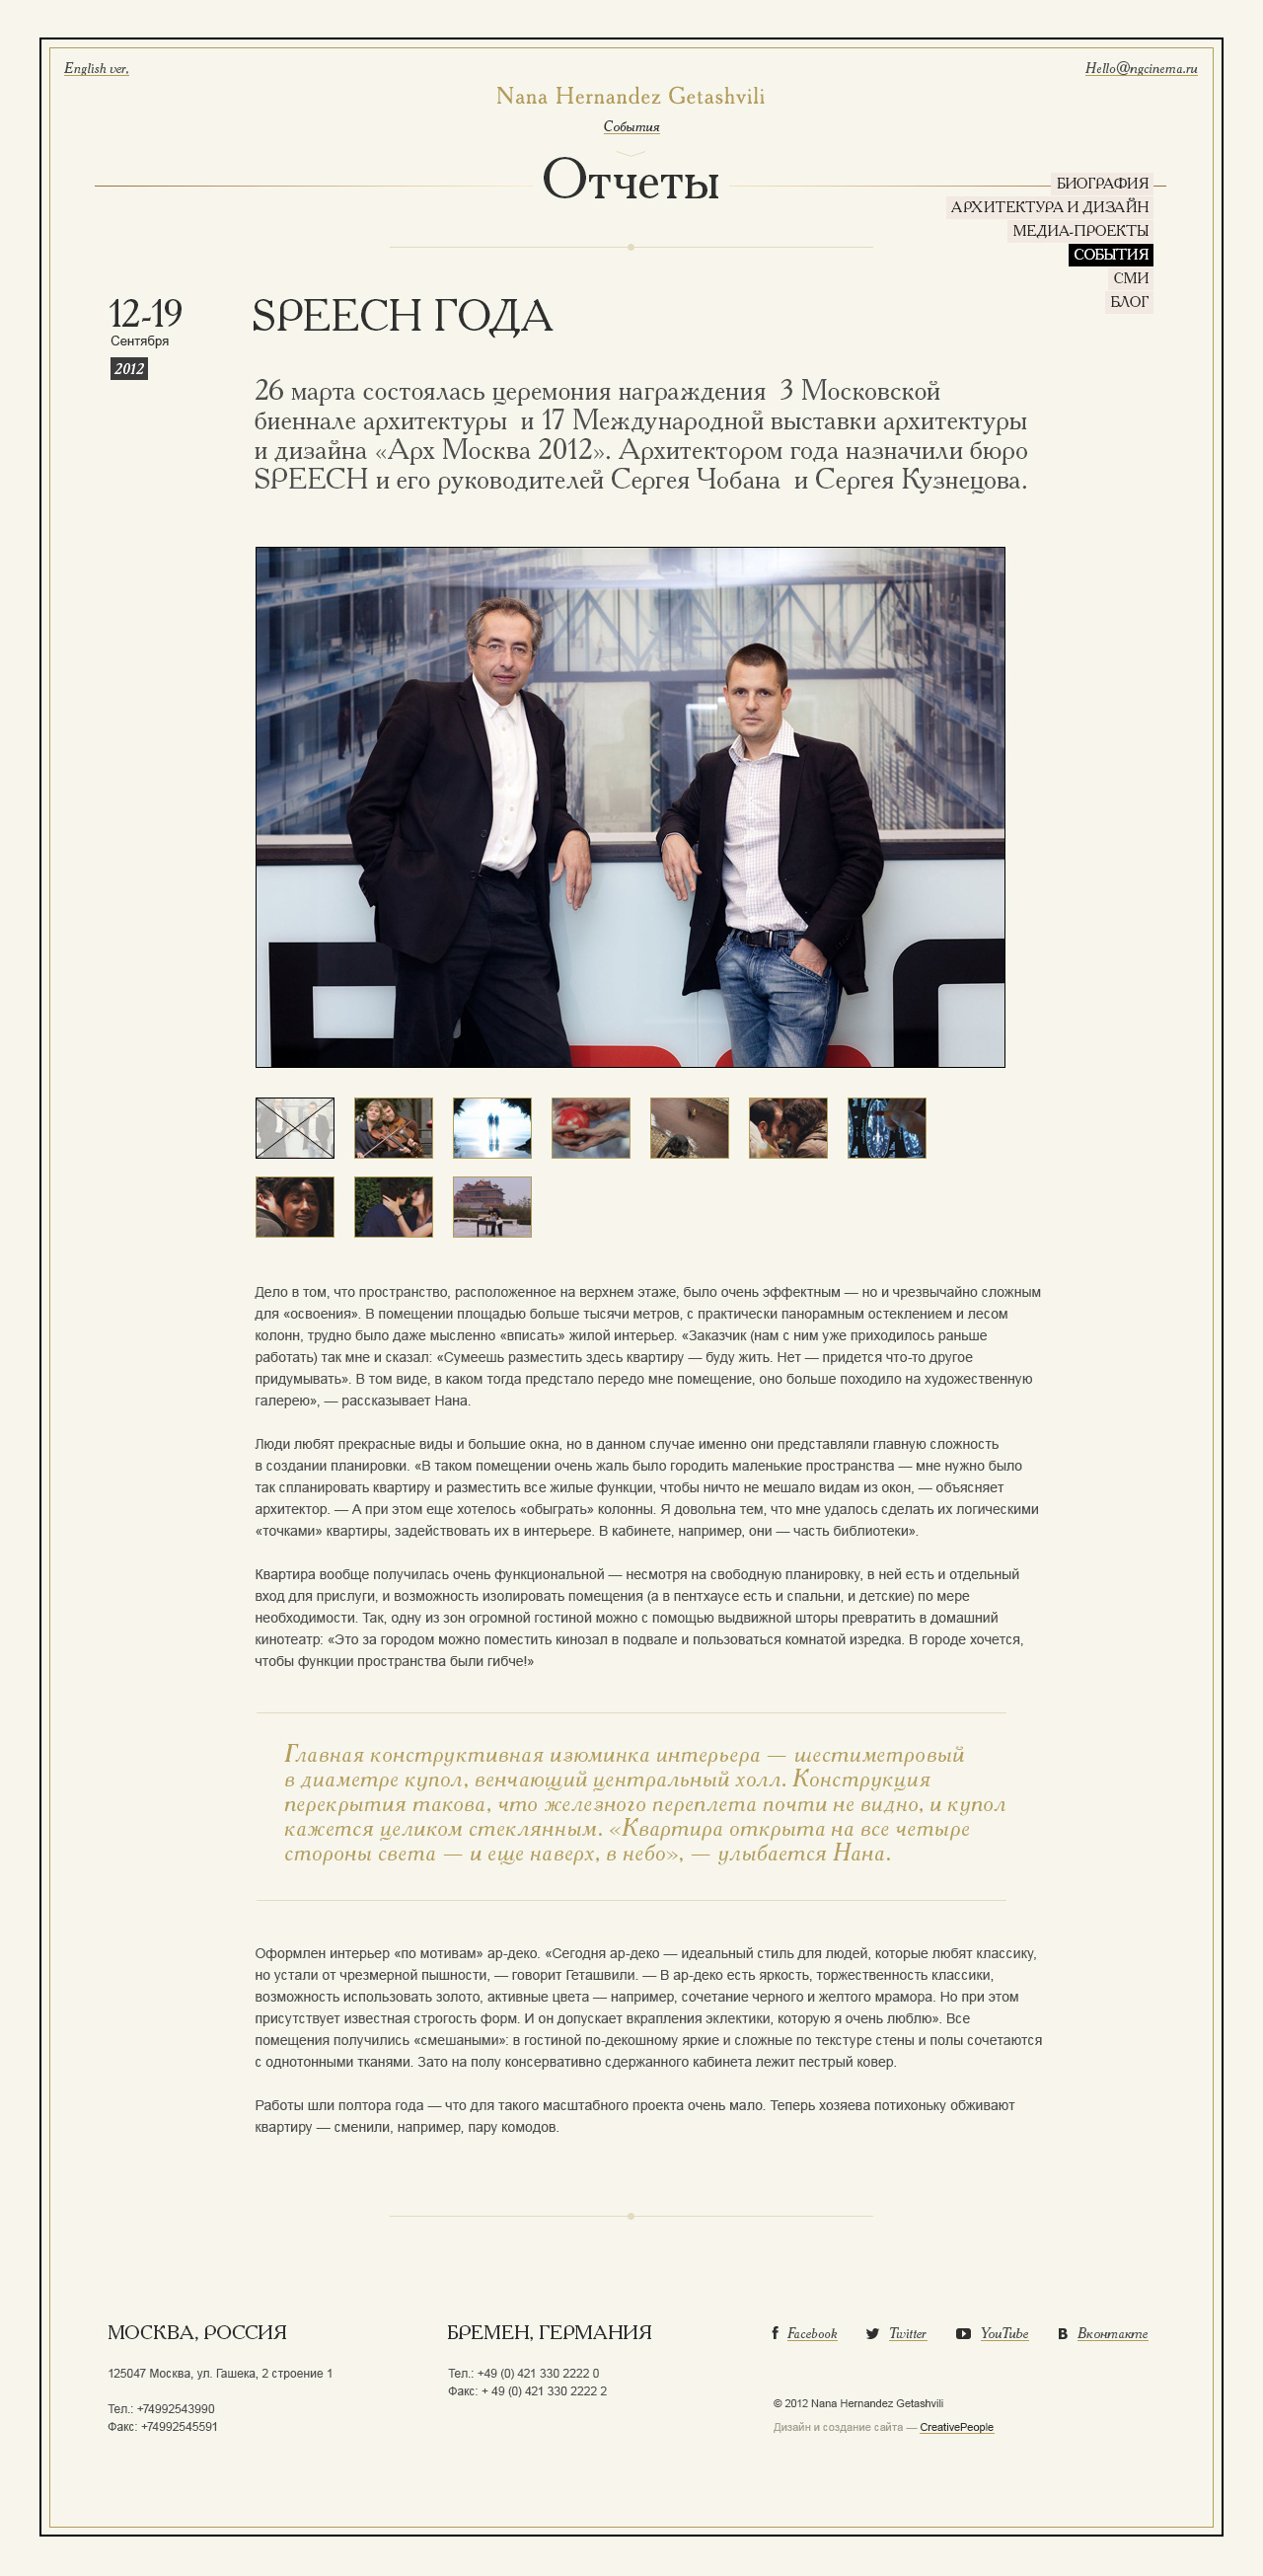 English ver,
Hello@ngcinema.ru
Nana Hernandez Getashvili
События
Отчеты
БИОГРАФИЯ
АРХИТЕКТУРА И ДИЗАЙН
МЕДИА-ПРОЕКТЫ
СОБЫТИЯ
СМИ
БЛОГ
12-19
Сентября
2012
SPEECH ГОДА
26 марта состоялась церемония награждения 3 Московской
биеннале архитектуры и 17 Международной выставки архитектуры
и дизайна «Арх Москва 2012». Архитектором года назначили бюро
SPEECH и его руководителей Сергея Чобана и Сергея Кузнецова.
Дело в том, что пространство, расположенное на верхнем этаже, было очень эффектным — но и чрезвычайно сложным
для «освоения». В помещении площадью больше тысячи метров, с практически панорамным остеклением и лесом
колонн, трудно было даже мысленно «вписать» жилой интерьер. «Заказчик (нам с ним уже приходилось раньше
работать) так мне и сказал: «Сумеешь разместить здесь квартиру — буду жить. Нет — придется что-то другое
придумывать». В том виде, в каком тогда предстало передо мне помещение, оно больше походило на художественную
галерею», — рассказывает Нана.
Люди любят прекрасные виды и большие окна, но в данном случае именно они представляли главную сложность
в создании планировки. «В таком помещении очень жаль было городить маленькие пространства — мне нужно было
так спланировать квартиру и разместить все жилые функции, чтобы ничто не мешало видам из окон, — объясняет
архитектор. — А при этом еще хотелось «обыграть» колонны. Я довольна тем, что мне удалось сделать их логическими
«точками» квартиры, задействовать их в интерьере. В кабинете, например, они — часть библиотеки».
Квартира вообще получилась очень функциональной — несмотря на свободную планировку, в ней есть и отдельный
вход для прислуги, и возможность изолировать помещения (а в пентхаусе есть и спальни, и детские) по мере
необходимости. Так, одну из зон огромной гостиной можно с помощью выдвижной шторы превратить в домашний
кинотеатр: «Это за городом можно поместить кинозал в подвале и пользоваться комнатой изредка. В городе хочется,
чтобы функции пространства были гибче!»
Главная конструктивная изюминка интерьера — шестиметровый
в диаметре купол, венчающий центральный холл. Конструкция
перекрытия такова, что железного переплета почти не видно, и купол
кажется целиком стеклянным. «Квартира открыта на все четыре
стороны света — и еще наверх, в небо», — улыбается Нана.
Оформлен интерьер «по мотивам» ар-деко. «Сегодня ар-деко — идеальный стиль для людей, которые любят классику,
но устали от чрезмерной пышности, — говорит Геташвили. — В ар-деко есть яркость, торжественность классики,
возможность использовать золото, активные цвета — например, сочетание черного и желтого мрамора. Но при этом
присутствует известная строгость форм. И он допускает вкрапления эклектики, которую я очень люблю». Все
помещения получились «смешаными»: в гостиной по-декошному яркие и сложные по текстуре стены и полы сочетаются
с однотонными тканями. Зато на полу консервативно сдержанного кабинета лежит пестрый ковер.
Работы шли полтора года — что для такого масштабного проекта очень мало. Теперь хозяева потихоньку обживают
квартиру — сменили, например, пару комодов.
МОСКВА, РОССИЯ
125047 Москва, ул. Гашека, 2 строение 1
Тел.: +74992543990
Факс: +74992545591
БРЕМЕН, ГЕРМАНИЯ
Тел.: +49 (0) 421 330 2222 0
Факс: + 49 (0) 421 330 2222 2
Facebook Twitter YouTube Вконтакте
© 2012 Nana Hernandez Getashvili
Дизайн и создание сайта — CreativePeople